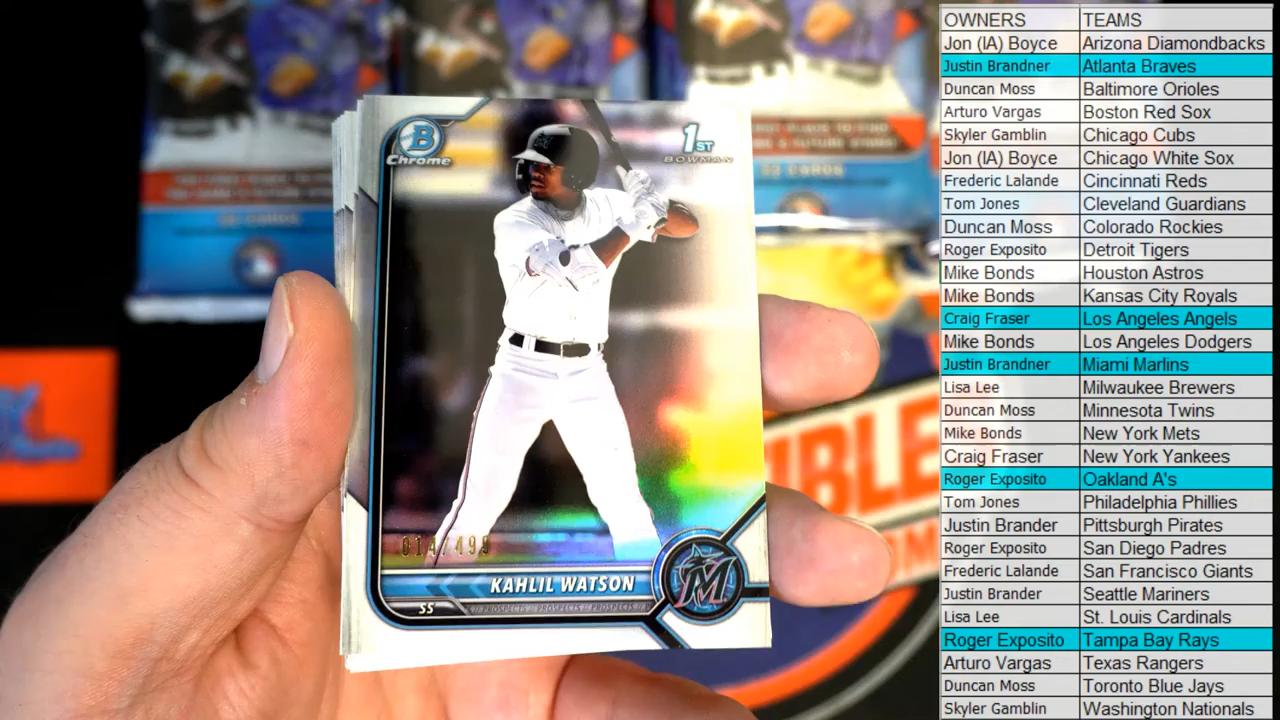 B
Chrome
1ST
BOWMAN
014/499
KAHLIL WATSON
SS
PROSPECTS :: PROSPECTS :: PROSPECTS
M
32 CARDS
IBLE
OWNERS TEAMS
Jon (IA) Boyce Arizona Diamondbacks
Justin Brandner Atlanta Braves
Duncan Moss Baltimore Orioles
Arturo Vargas Boston Red Sox
Skyler Gamblin Chicago Cubs
Jon (IA) Boyce Chicago White Sox
Frederic Lalande Cincinnati Reds
Tom Jones Cleveland Guardians
Duncan Moss Colorado Rockies
Roger Exposito Detroit Tigers
Mike Bonds Houston Astros
Mike Bonds Kansas City Royals
Craig Fraser Los Angeles Angels
Mike Bonds Los Angeles Dodgers
Justin Brandner Miami Marlins
Lisa Lee Milwaukee Brewers
Duncan Moss Minnesota Twins
Mike Bonds New York Mets
Craig Fraser New York Yankees
Roger Exposito Oakland A's
Tom Jones Philadelphia Phillies
Justin Brander Pittsburgh Pirates
Roger Exposito San Diego Padres
Frederic Lalande San Francisco Giants
Justin Brander Seattle Mariners
Lisa Lee St. Louis Cardinals
Roger Exposito Tampa Bay Rays
Arturo Vargas Texas Rangers
Duncan Moss Toronto Blue Jays
Skyler Gamblin Washington Nationals